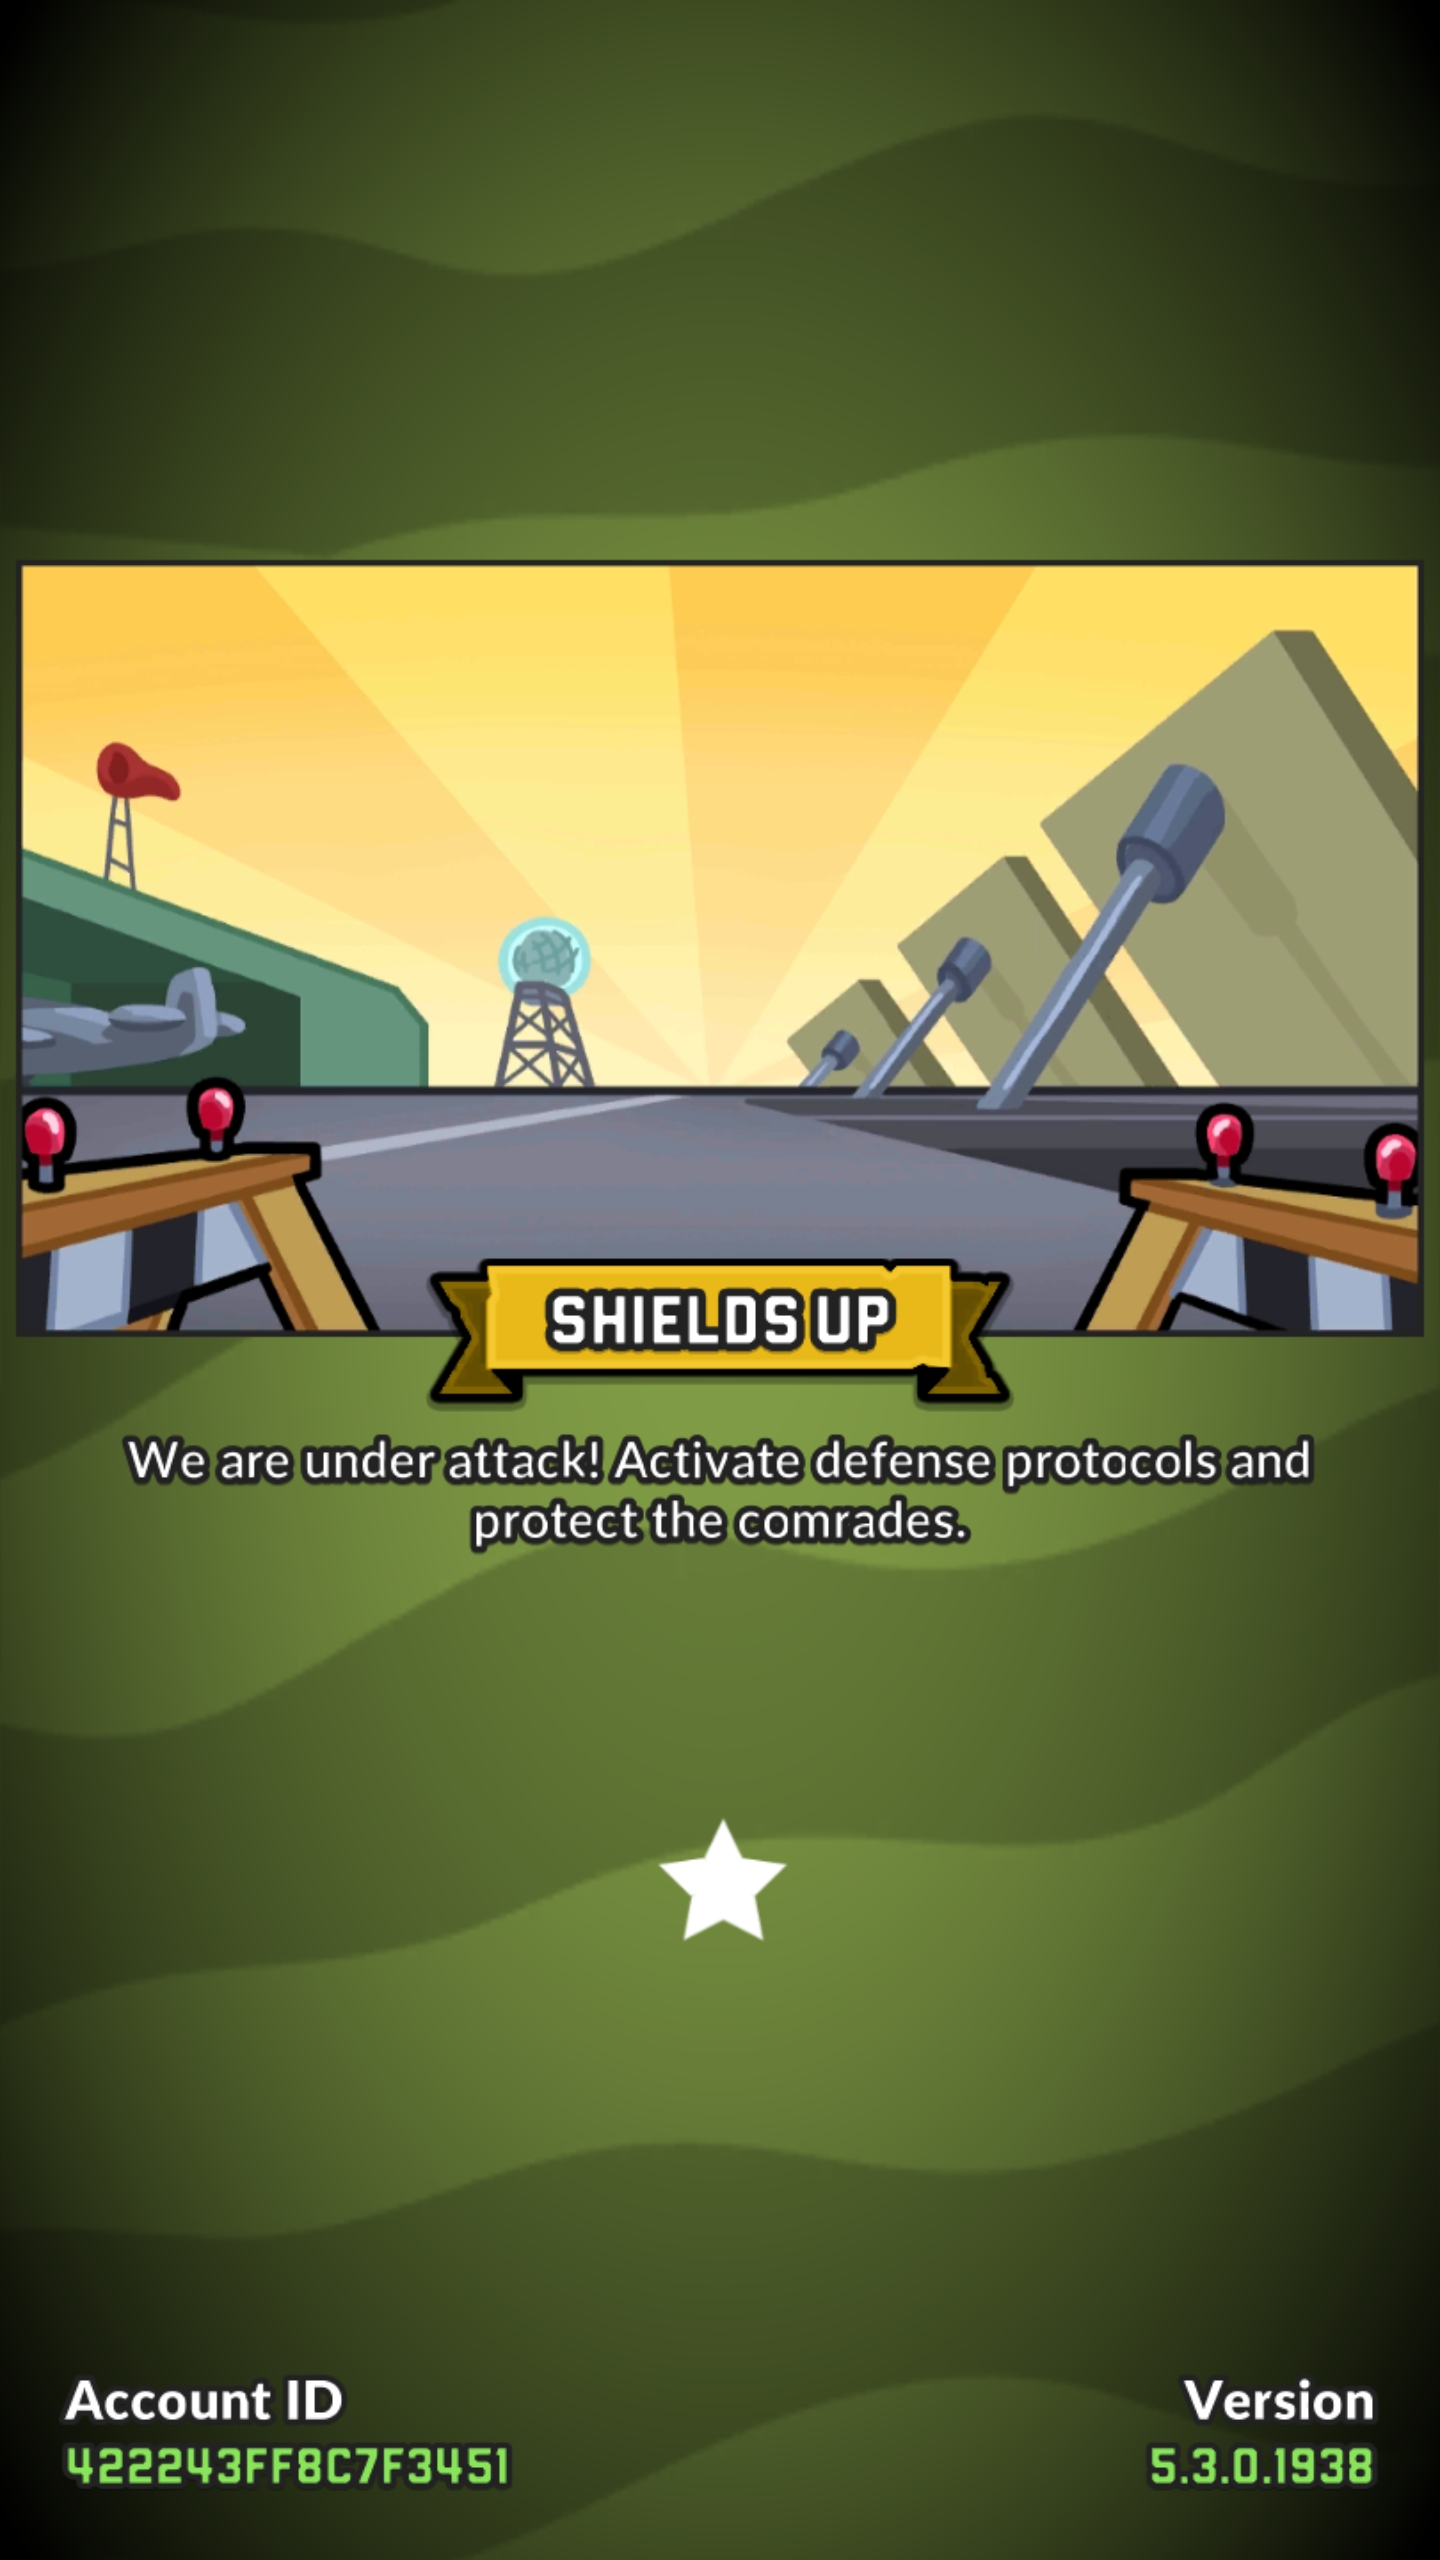 SHIELDS UP
We are under attack! Activate defense protocols and
protect the comrades.
Account ID
422243FF8C7F3451
Version
5.3.0.1938